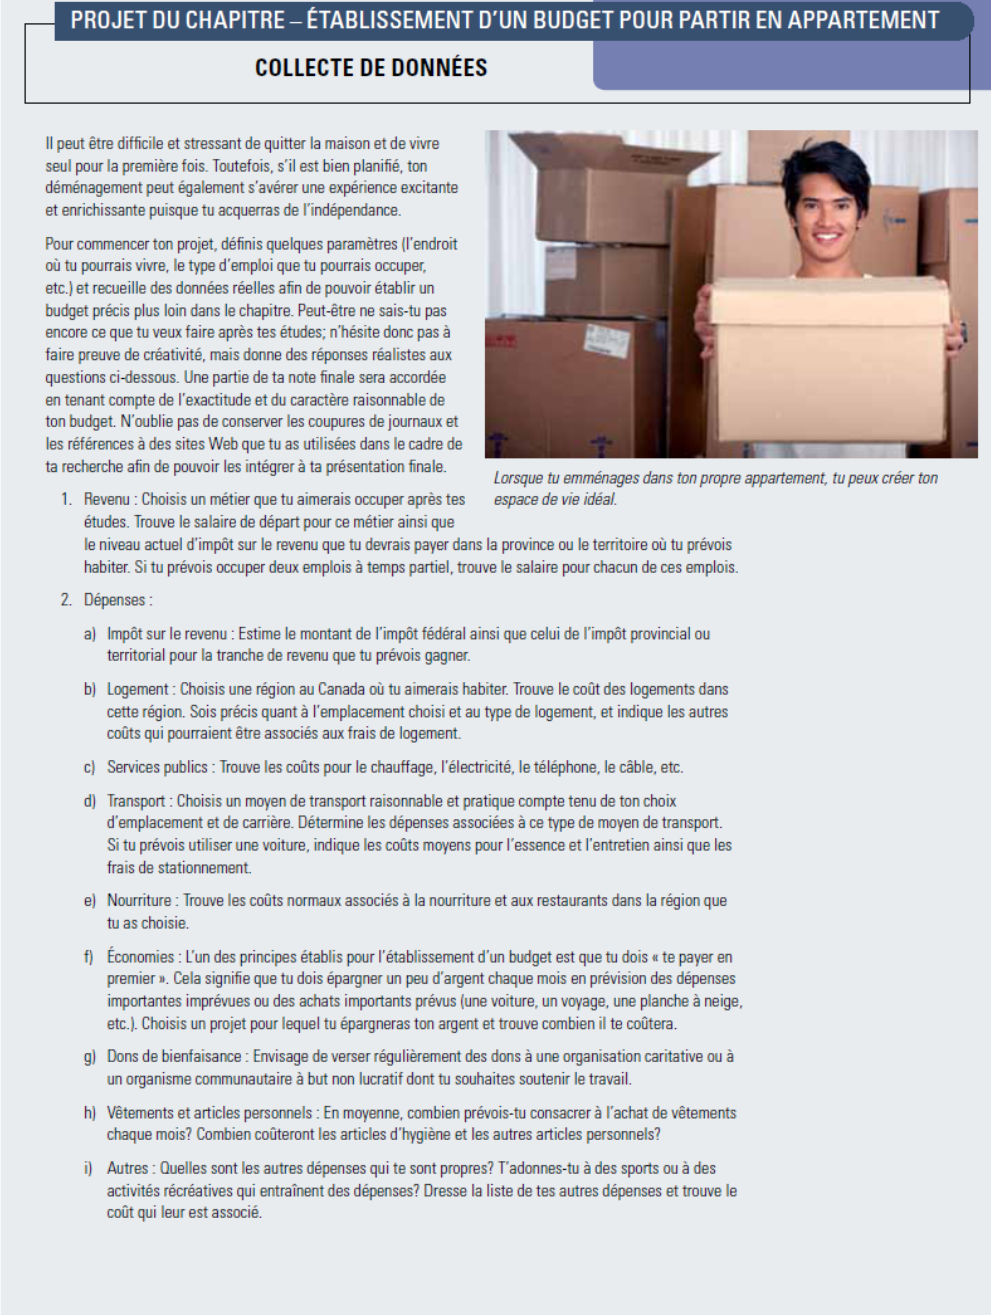 PROJET DU CHAPITRE – ÉTABLISSEMENT D'UN BUDGET POUR PARTIR EN APPARTEMENT
COLLECTE DE DONNÉES
Il peut être difficile et stressant de quitter la maison et de vivre
seul pour la première fois. Toutefois, s'il est bien planifié, ton
déménagement peut également s'avérer une expérience excitante
et enrichissante puisque tu acquerras de l'indépendance.
Pour commencer ton projet, définis quelques paramètres (l'endroit
où tu pourrais vivre, le type d'emploi que tu pourrais occuper,
etc.) et recueille des données réelles afin de pouvoir établir un
budget précis plus loin dans le chapitre. Peut-être ne sais-tu pas
encore ce que tu veux faire après tes études; n'hésite donc pas à
faire preuve de créativité, mais donne des réponses réalistes aux
questions ci-dessous. Une partie de ta note finale sera accordée
en tenant compte de l'exactitude et du caractère raisonnable de
ton budget. N'oublie pas de conserver les coupures de journaux et
les références à des sites Web que tu as utilisées dans le cadre de
ta recherche afin de pouvoir les intégrer à ta présentation finale.
Lorsque tu emménages dans ton propre appartement, tu peux créer ton
espace de vie idéal.
1. Revenu : Choisis un métier que tu aimerais occuper après tes
études. Trouve le salaire de départ pour ce métier ainsi que
le niveau actuel d'impôt sur le revenu que tu devrais payer dans la province ou le territoire où tu prévois
habiter. Si tu prévois occuper deux emplois à temps partiel, trouve le salaire pour chacun de ces emplois.
2. Dépenses :
a) Impôt sur le revenu : Estime le montant de l'impôt fédéral ainsi que celui de l'impôt provincial ou
territorial pour la tranche de revenu que tu prévois gagner.
b) Logement : Choisis une région au Canada où tu aimerais habiter. Trouve le coût des logements dans
cette région. Sois précis quant à l'emplacement choisi et au type de logement, et indique les autres
coûts qui pourraient être associés aux frais de logement.
c) Services publics : Trouve les coûts pour le chauffage, l'électricité, le téléphone, le câble, etc.
d) Transport : Choisis un moyen de transport raisonnable et pratique compte tenu de ton choix
d'emplacement et de carrière. Détermine les dépenses associées à ce type de moyen de transport.
Si tu prévois utiliser une voiture, indique les coûts moyens pour l'essence et l'entretien ainsi que les
frais de stationnement.
e) Nourriture : Trouve les coûts normaux associés à la nourriture et aux restaurants dans la région que
tu as choisie.
f) Économies : L'un des principes établis pour l'établissement d'un budget est que tu dois « te payer en
premier ». Cela signifie que tu dois épargner un peu d'argent chaque mois en prévision des dépenses
importantes imprévues ou des achats importants prévus (une voiture, un voyage, une planche à neige,
etc.). Choisis un projet pour lequel tu épargneras ton argent et trouve combien il te coûtera.
g) Dons de bienfaisance : Envisage de verser régulièrement des dons à une organisation caritative ou à
un organisme communautaire à but non lucratif dont tu souhaites soutenir le travail.
h) Vêtements et articles personnels : En moyenne, combien prévois-tu consacrer à l'achat de vêtements
chaque mois? Combien coûteront les articles d'hygiène et les autres articles personnels?
i) Autres : Quelles sont les autres dépenses qui te sont propres? T'adonnes-tu à des sports ou à des
activités récréatives qui entraînent des dépenses? Dresse la liste de tes autres dépenses et trouve le
coût qui leur est associé.